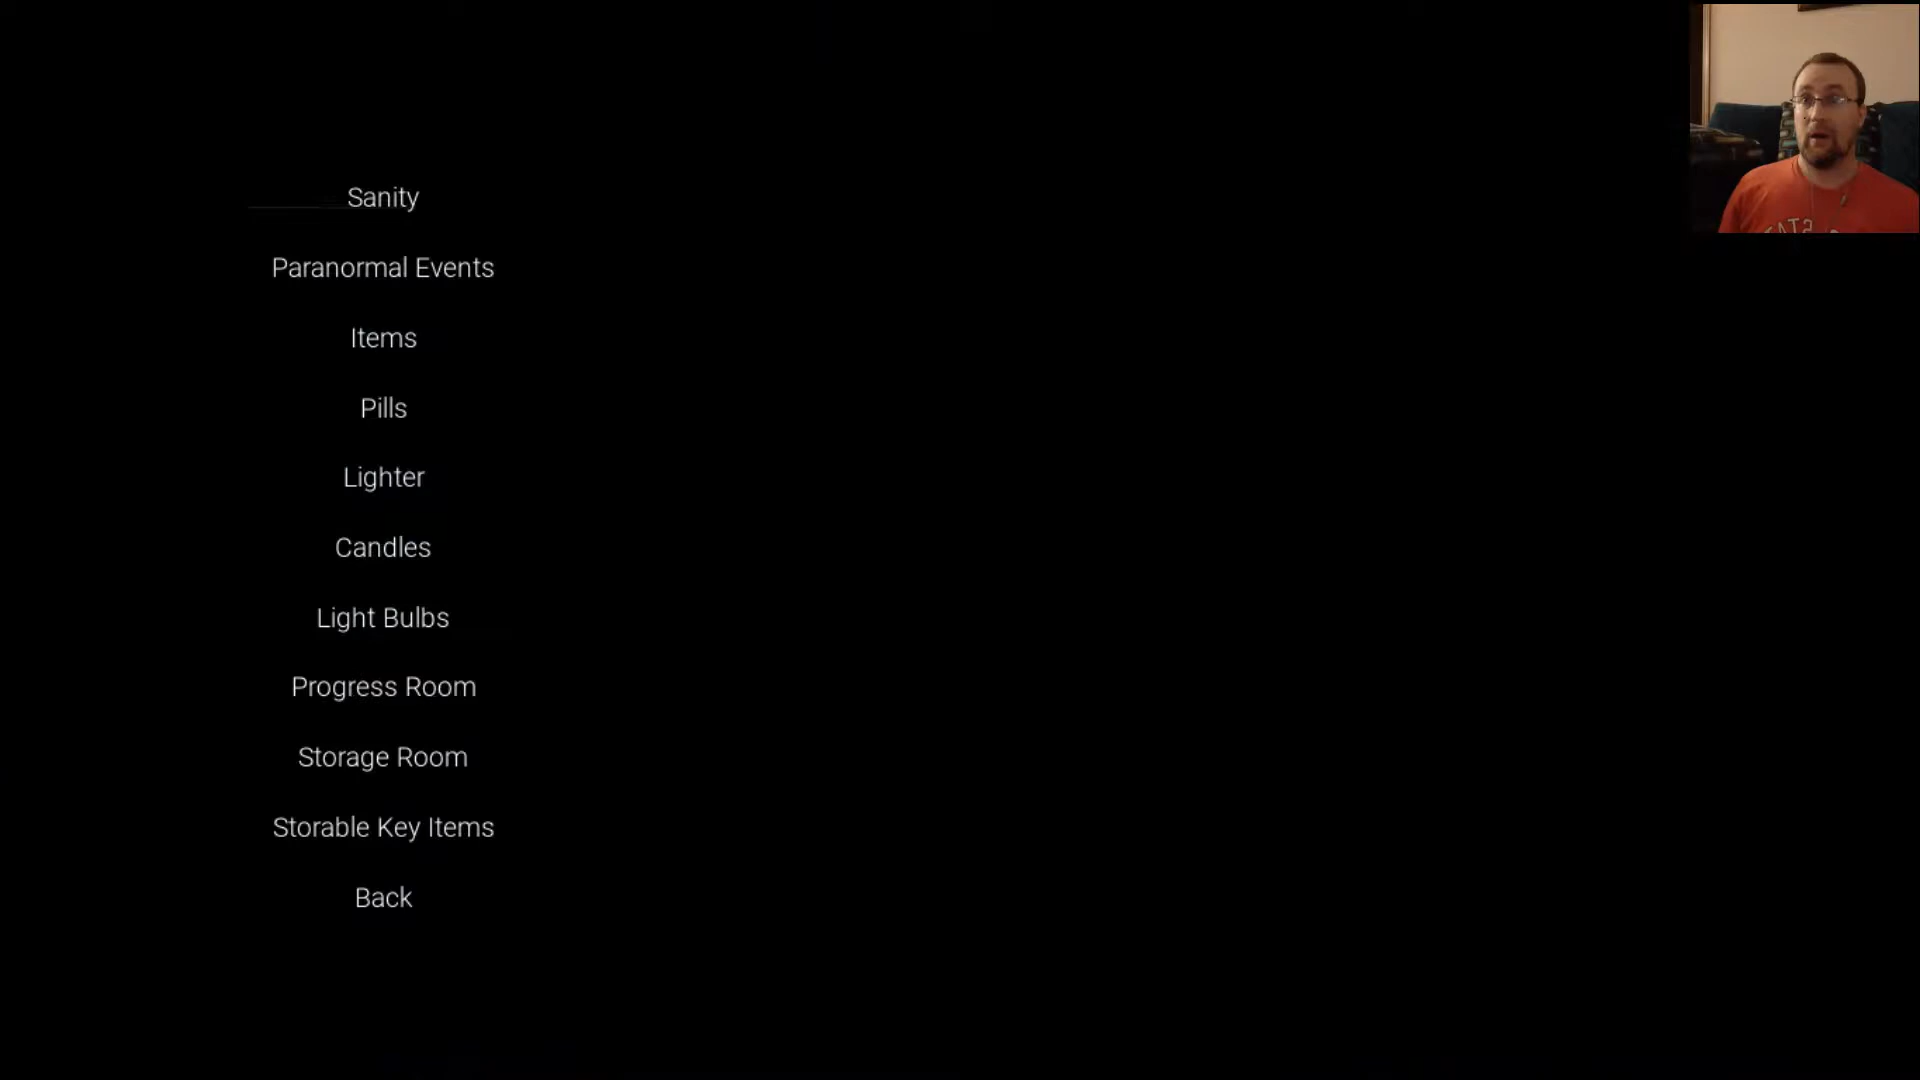 Sanity
Paranormal Events
Items
Pills
Lighter
Candles
Light Bulbs
Progress Room
Storage Room
Storable Key Items
Back